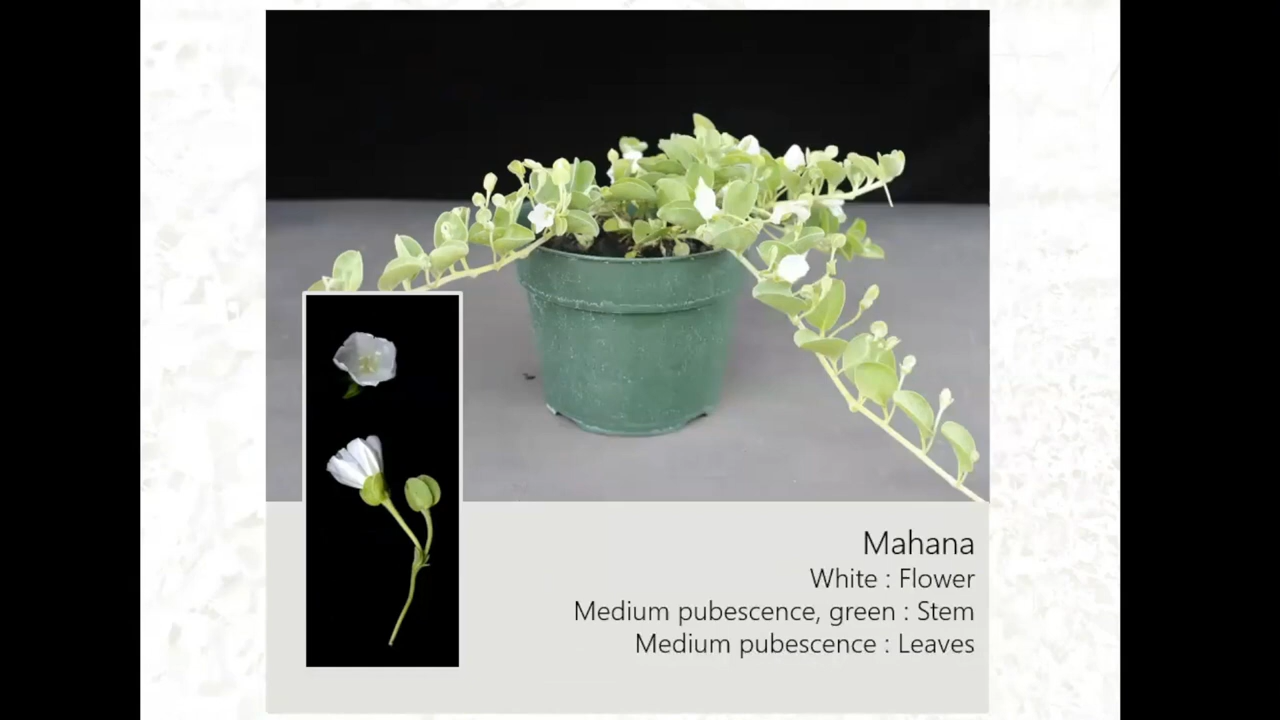 Mahana
White : Flower
Medium pubescence, green : Stem
Medium pubescence : Leaves